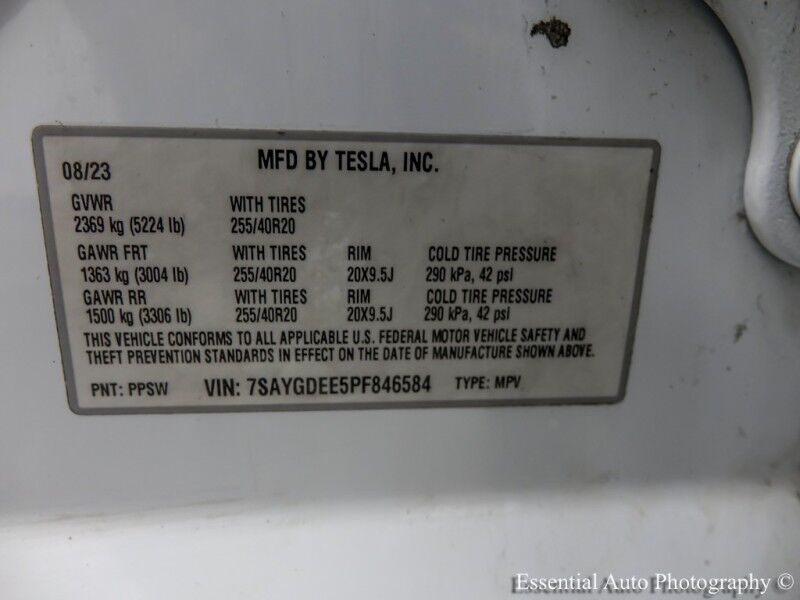 08/23 MFD BY TESLA, INC.
GVWR WITH TIRES
2369 kg (5224 lb) 255/40R20
GAWR FRT WITH TIRES RIM COLD TIRE PRESSURE
1363 kg (3004 lb) 255/40R20 20X9.5J 290 kPa, 42 psi
GAWR RR WITH TIRES RIM COLD TIRE PRESSURE
1500 kg (3306 lb) 255/40R20 20X9.5J 290 kPa, 42 psi
THIS VEHICLE CONFORMS TO ALL APPLICABLE U.S. FEDERAL MOTOR VEHICLE SAFETY AND
THEFT PREVENTION STANDARDS IN EFFECT ON THE DATE OF MANUFACTURE SHOWN ABOVE.
PNT: PPSW VIN: 7SAYGDEE5PF846584 TYPE: MPV
Essential Auto Photography ©